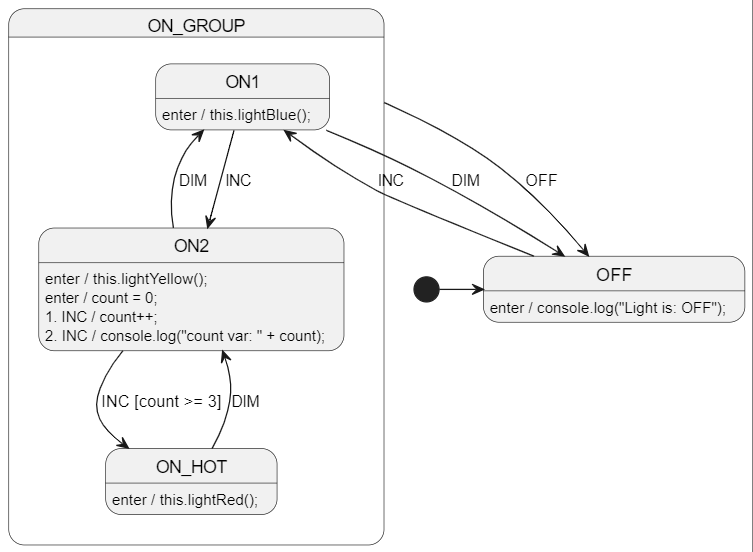 ON_GROUP
ON1
enter / this.lightBlue();
DIM
INC
INC
DIM
OFF
ON2
enter / this.lightYellow();
enter / count = 0;
1. INC / count++;
2. INC / console.log("count var: " + count);
OFF
enter / console.log("Light is: OFF");
INC [count >= 3]
DIM
ON_HOT
enter / this.lightRed();